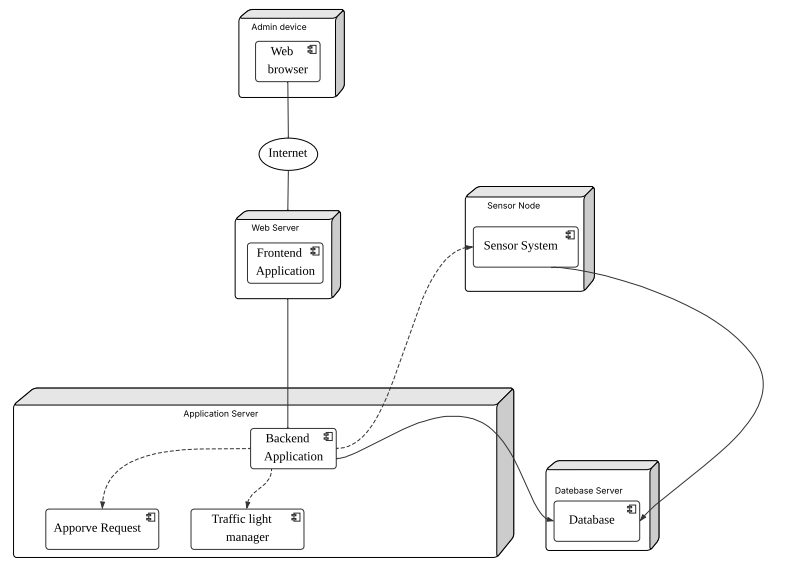 Admin device
Web
browser
Internet
Web Server
Frontend
Application
Sensor Node
Sensor System
Application Server
Backend
Application
Apporve Request
Traffic light
manager
Datebase Server
Database